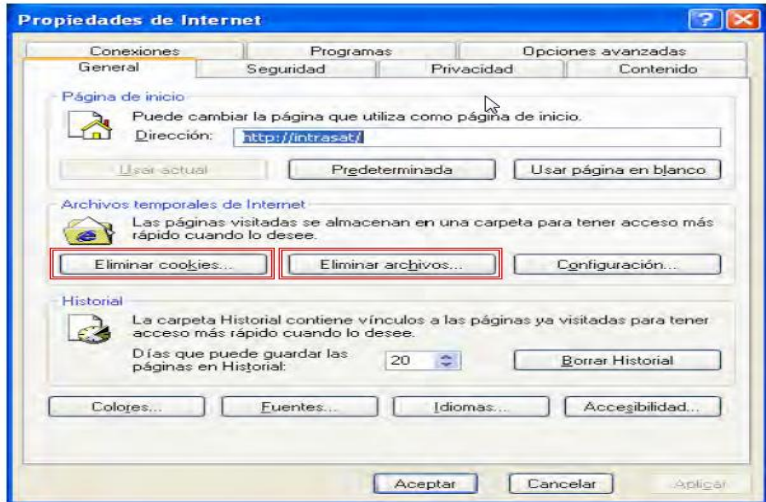 Propiedades de Internet
Conexiones Programas Opciones avanzadas
General Seguridad Privacidad Contenido
Página de inicio
Puede cambiar la página que utiliza como página de inicio.
Dirección: http://intrasat/
Usar actual Predeterminada Usar página en blanco
Archivos temporales de Internet
Las páginas visitadas se almacenan en una carpeta para tener acceso más
rápido cuando lo desee.
Eliminar cookies... Eliminar archivos... Configuración...
Historial
La carpeta Historial contiene vínculos a las páginas ya visitadas para tener
acceso más rápido cuando lo desee.
Días que puede guardar las
páginas en Historial: 20 Borrar Historial
Colores... Fuentes... Idiomas... Accesibilidad...
Aceptar Cancelar Aplicar